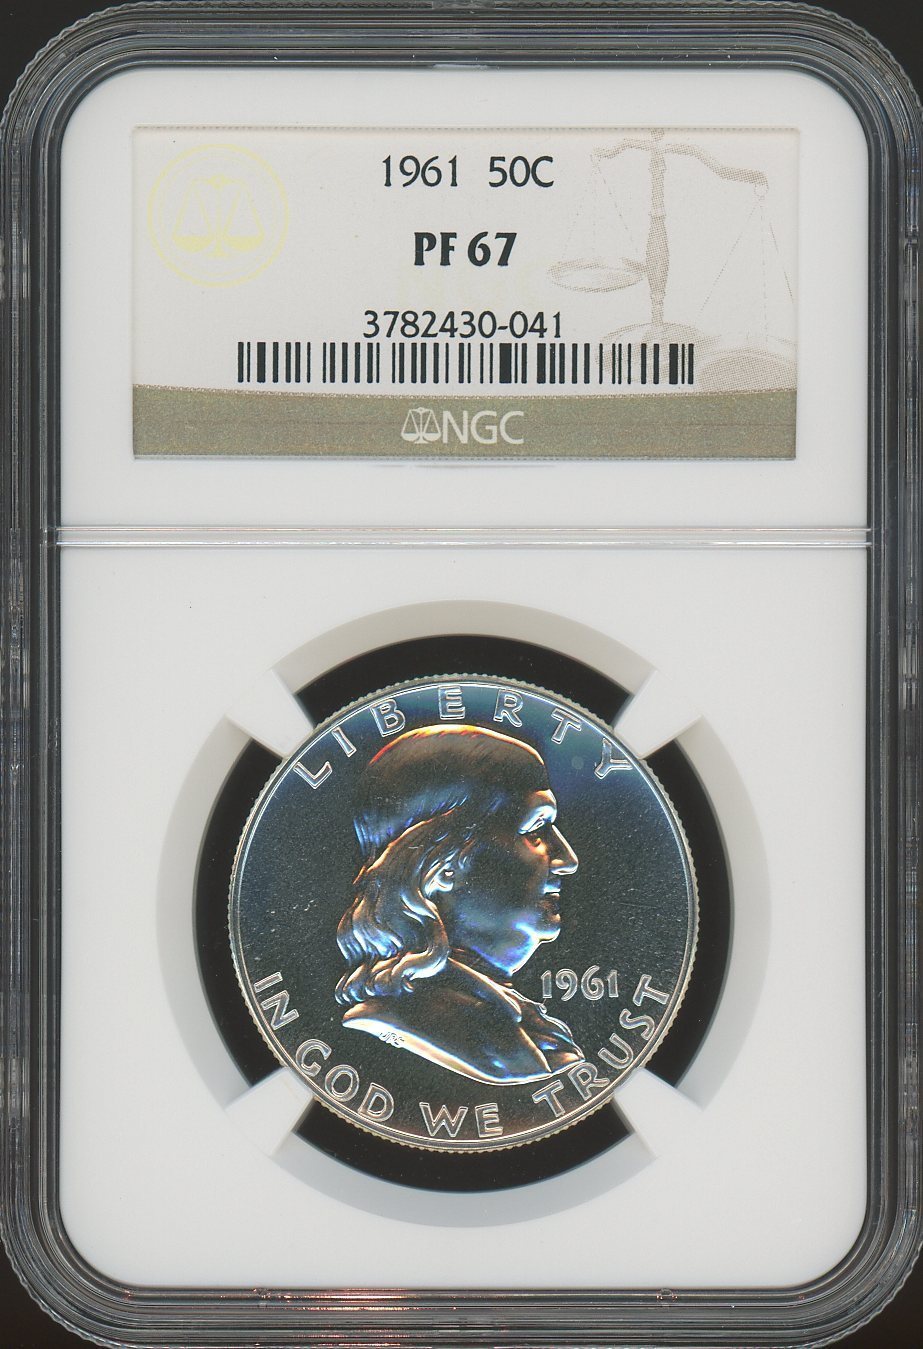 1961 50C
PF 67
3782430-041
NGC
LIBERTY
1961
IN GOD WE TRUST